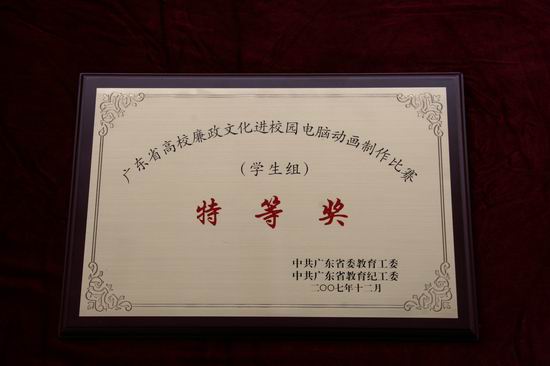 广东省高校廉政文化进校园电脑动画制作比赛
（学生组）
特等奖
中共广东省委教育工委
中共广东省教育纪工委
二〇〇七年十二月